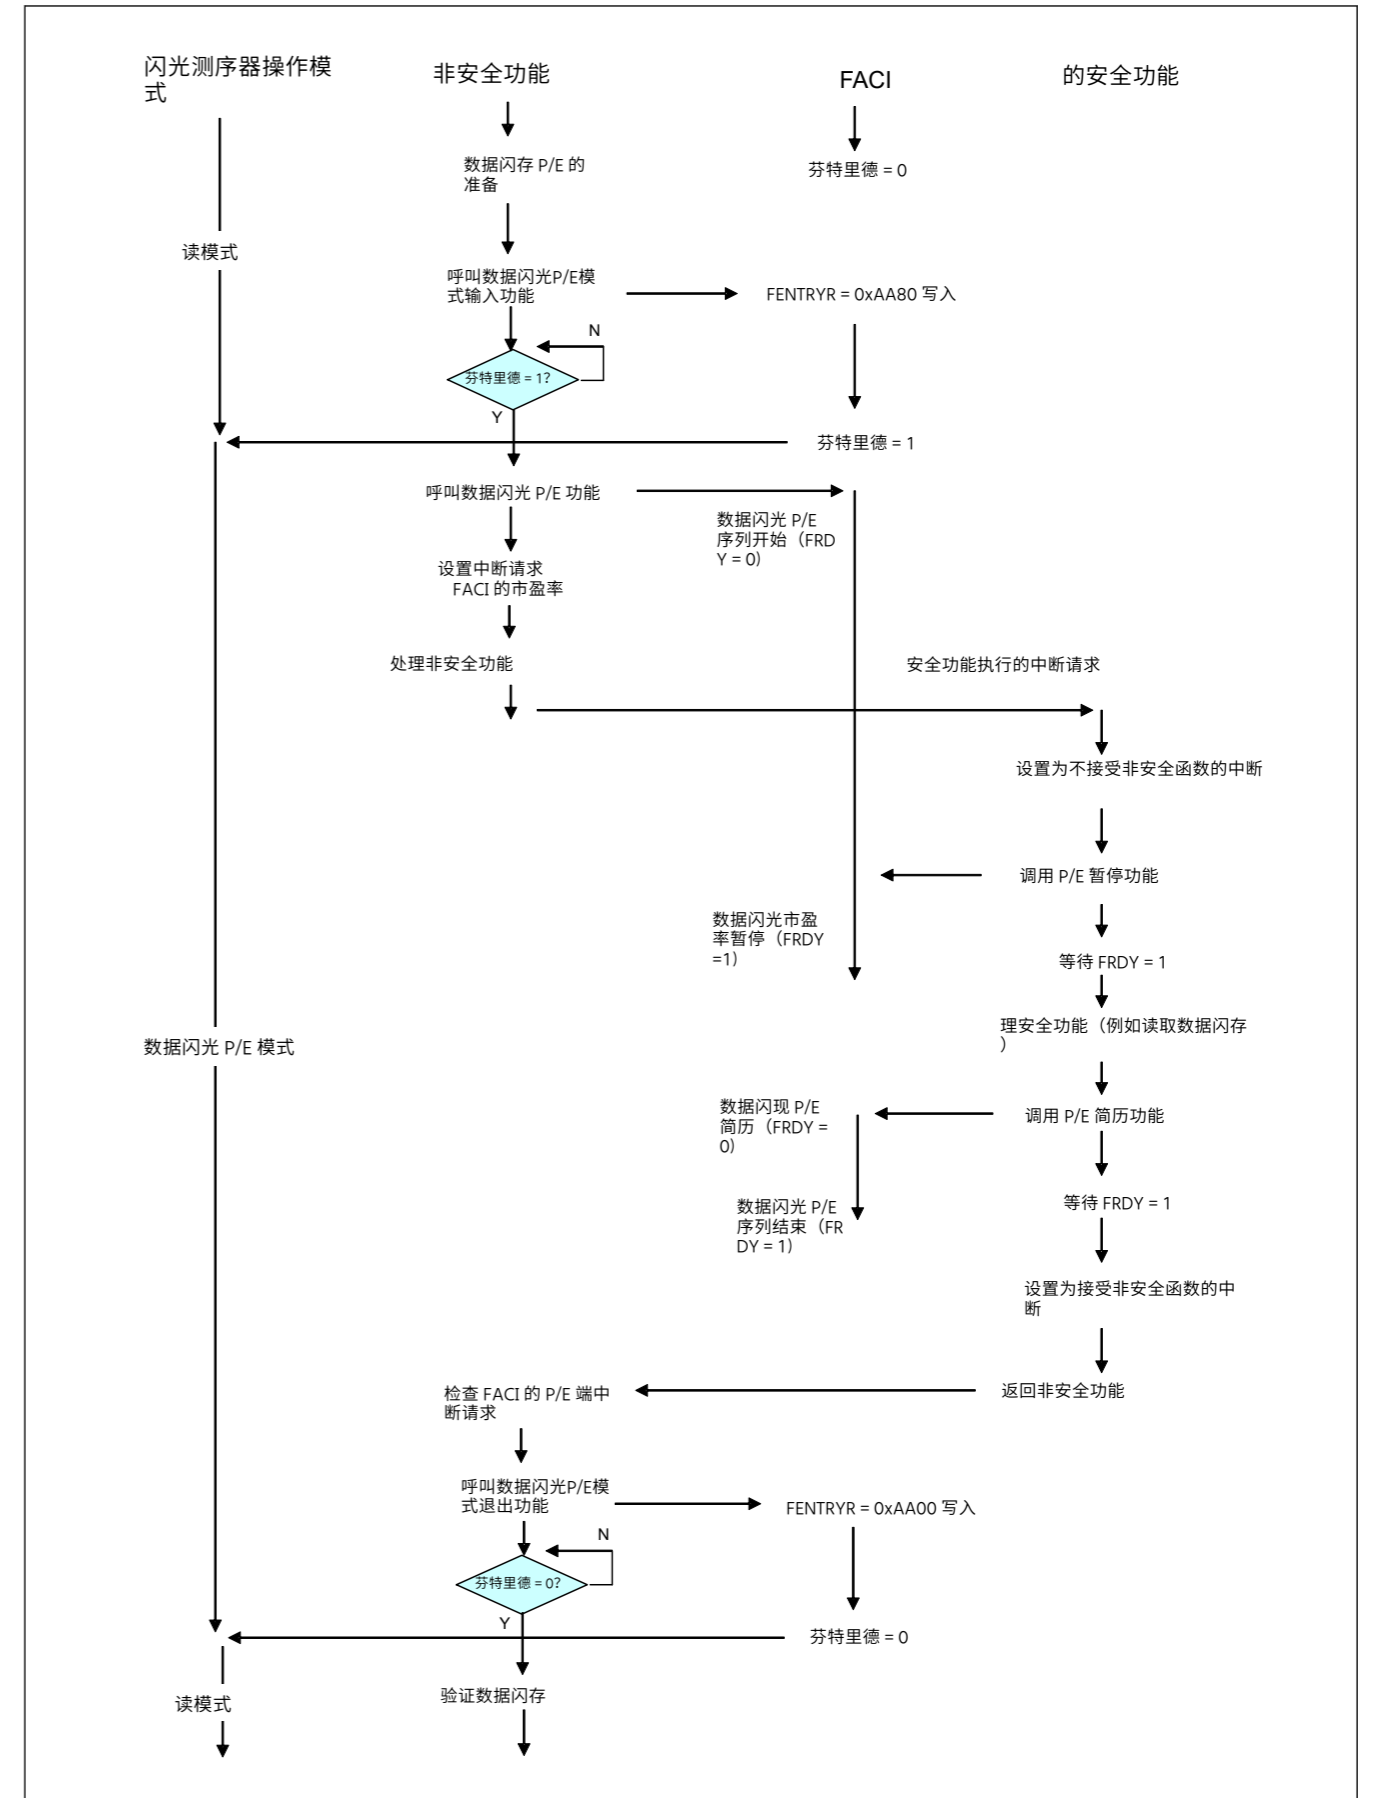 闪光测序器操作模
式
非安全功能
FACI
的安全功能
数据闪存 P/E 的
准备
芬特里德 = 0
读模式
呼叫数据闪光P/E模
式输入功能
FENTRYR = 0xAA80 写入
N
芬特里德 = 1?
Y
芬特里德 = 1
呼叫数据闪光 P/E 功能
数据闪光 P/E
序列开始（FRD
Y = 0）
设置中断请求
FACI 的市盈率
处理非安全功能
安全功能执行的中断请求
设置为不接受非安全函数的中断
调用 P/E 暂停功能
数据闪光市盈
率暂停（FRDY
=1）
等待 FRDY = 1
理安全功能（例如读取数据闪存
）
数据闪光 P/E 模式
数据闪现 P/E
简历（FRDY =
0）
调用 P/E 简历功能
数据闪光 P/E
序列结束（FR
DY = 1）
等待 FRDY = 1
设置为接受非安全函数的中
断
检查 FACI 的 P/E 端中
断请求
返回非安全功能
呼叫数据闪光P/E模
式退出功能
FENTRYR = 0xAA00 写入
N
芬特里德 = 0?
Y
芬特里德 = 0
验证数据闪存
读模式